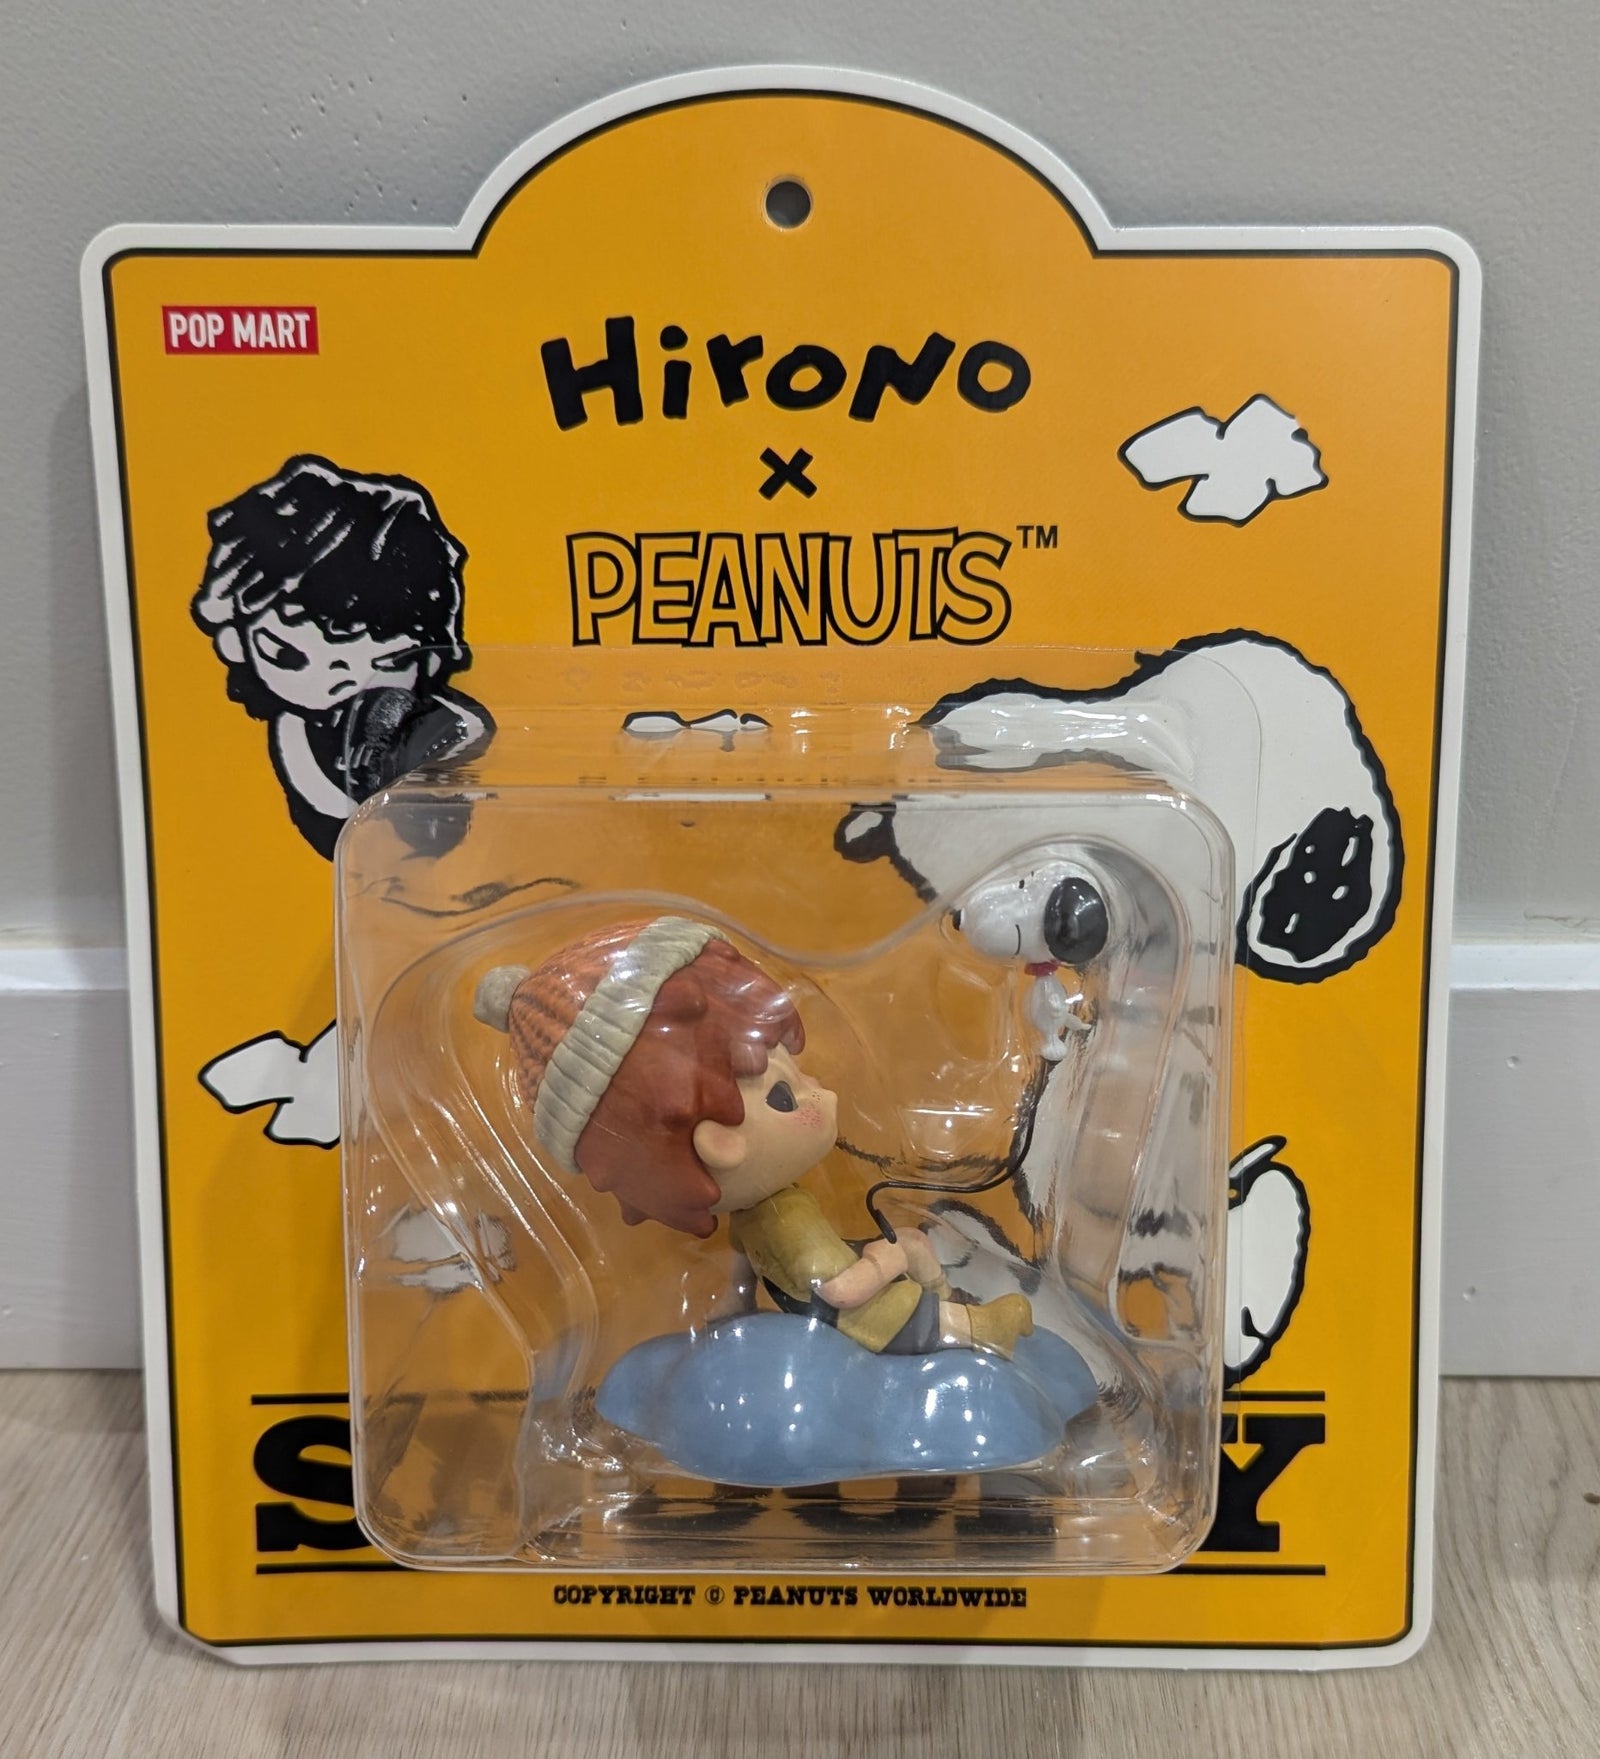 POP MART
Hirono
×
PEANUTS™
COPYRIGHT © PEANUTS WORLDWIDE